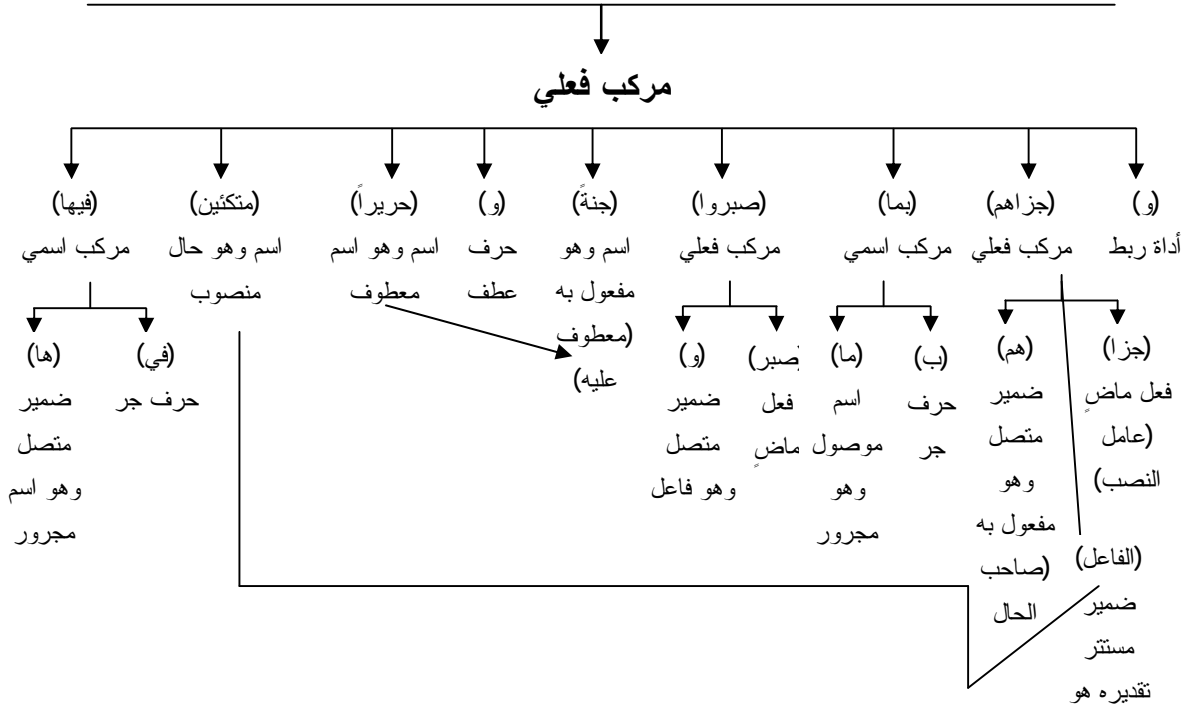 مركب فعلي
(و)
أداة ربط
(جزاهم)
مركب فعلي
(جزا)
فعل ماضٍ
(عامل
النصب)
(الفاعل)
ضمير
مستتر
تقديره هو
(هم)
ضمير
متصل
وهو
مفعول به
(صاحب
الحال
(بما)
مركب اسمي
(ب)
حرف
جر
(ما)
اسم
موصول
وهو
مجرور
(صبروا)
مركب فعلي
(صبر)
فعل
ماضٍ
(و)
ضمير
متصل
وهو فاعل
(جنةً)
اسم وهو
مفعول به
(معطوف
عليه)
(و)
حرف
عطف
(حريراً)
اسم وهو اسم
معطوف
(متكئين)
اسم وهو حال
منصوب
(فيها)
مركب اسمي
(في)
حرف جر
(ها)
ضمير
متصل
وهو اسم
مجرور